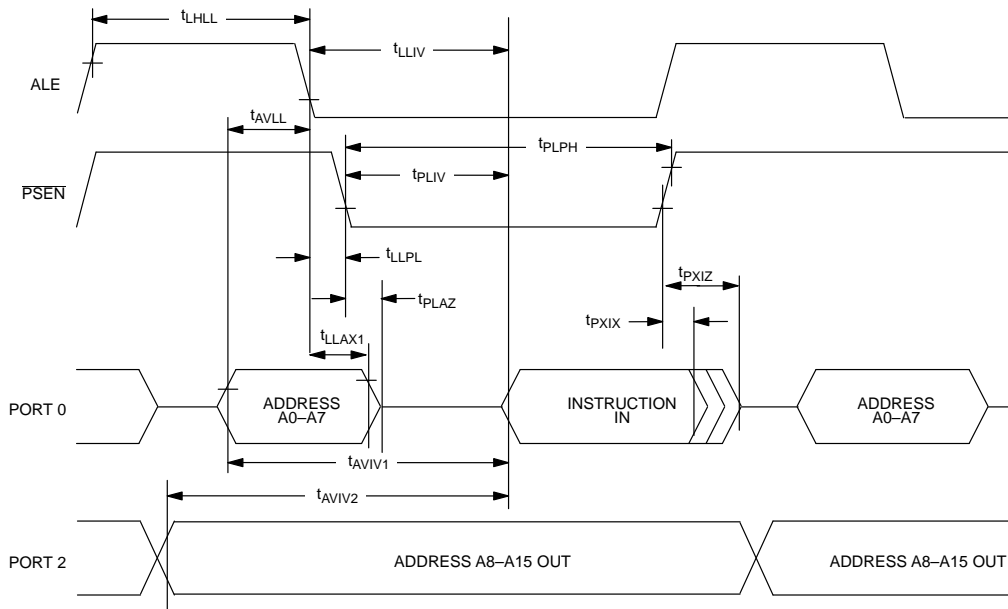 tLHLL
tLLIV
ALE
tAVLL
tPLPH
PSEN
tPLIV
tLLPL
tPXIZ
tPLAZ
tPXIX
tLLAX1
PORT 0
ADDRESS
A0–A7
INSTRUCTION
IN
ADDRESS
A0–A7
tAVIV1
tAVIV2
PORT 2
ADDRESS A8–A15 OUT
ADDRESS A8–A15 OUT